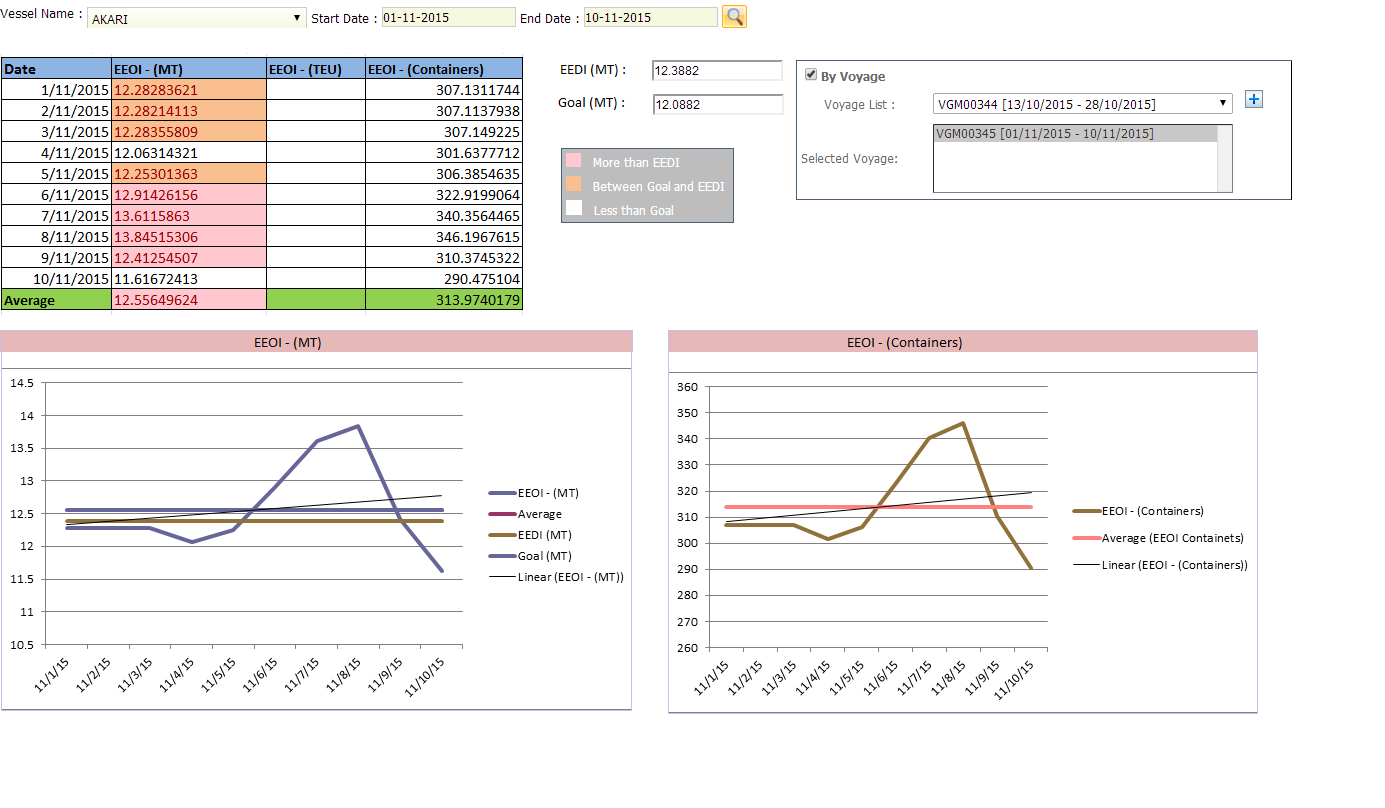 Vessel Name : AKARI Start Date : 01-11-2015 End Date : 10-11-2015
Date EEOI - (MT) EEOI - (TEU) EEOI - (Containers)
1/11/2015 12.28283621 307.1311744
2/11/2015 12.28214113 307.1137938
3/11/2015 12.28355809 307.149225
4/11/2015 12.06314321 301.6377712
5/11/2015 12.25301363 306.3854635
6/11/2015 12.91426156 322.9199064
7/11/2015 13.6115863 340.3564465
8/11/2015 13.84515306 346.1967615
9/11/2015 12.41254507 310.3745322
10/11/2015 11.61672413 290.475104
Average 12.55649624 313.9740179
EEDI (MT) : 12.3882
Goal (MT) : 12.0882
More than EEDI
Between Goal and EEDI
Less than Goal
By Voyage
Voyage List : VGM00344 [13/10/2015 - 28/10/2015]
Selected Voyage: VGM00345 [01/11/2015 - 10/11/2015]
EEOI - (MT)
14.5
14
13.5
13
12.5
12
11.5
11
10.5
11/1/15 11/2/15 11/3/15 11/4/15 11/5/15 11/6/15 11/7/15 11/8/15 11/9/15 11/10/15
EEOI - (MT)
Average
EEDI (MT)
Goal (MT)
Linear (EEOI - (MT))
EEOI - (Containers)
360
350
340
330
320
310
300
290
280
270
260
11/1/15 11/2/15 11/3/15 11/4/15 11/5/15 11/6/15 11/7/15 11/8/15 11/9/15 11/10/15
EEOI - (Containers)
Average (EEOI Containets)
Linear (EEOI - (Containers))